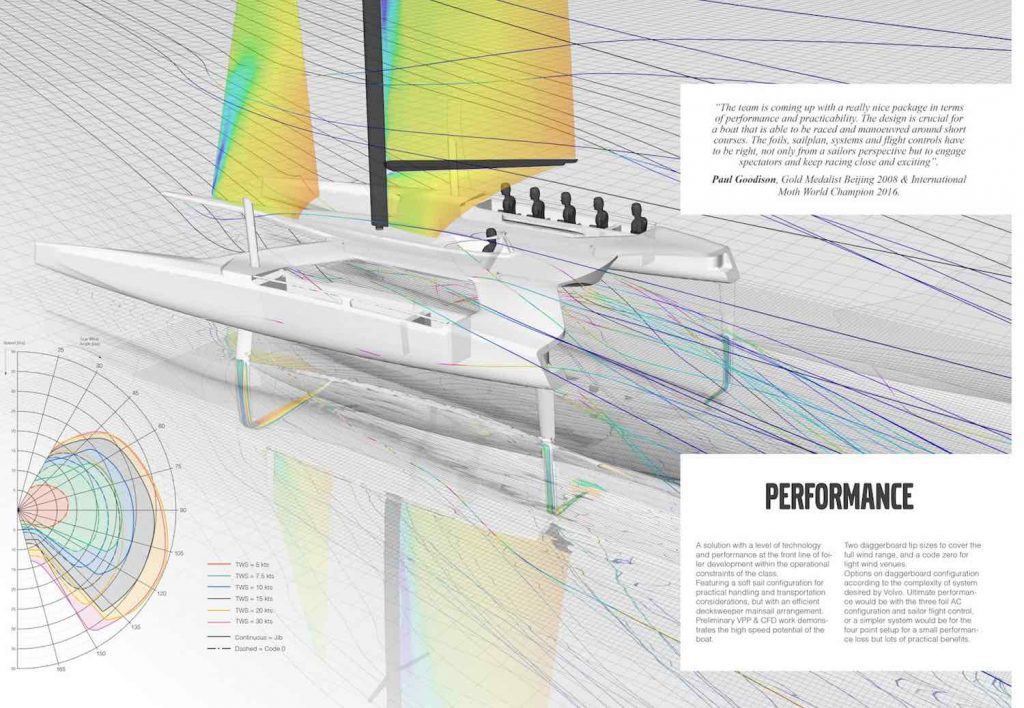 "The team is coming up with a really nice package in terms
of performance and practicability. The design is crucial for
a boat that is able to be raced and manoeuvred around short
courses. The foils, sailplan, systems and flight controls have
to be right, not only from a sailors perspective but to engage
spectators and keep racing close and exciting".
Paul Goodison, Gold Medalist Beijing 2008 & International
Moth World Champion 2016.
True Wind
Angle [deg]
25
30
45
60
75
90
105
120
135
150
165
TWS = 5 kts
TWS = 7.5 kts
TWS = 10 kts
TWS = 15 kts
TWS = 20 kts
TWS = 30 kts
Continuous = Jib
Dashed = Code 0
PERFORMANCE
A solution with a level of technology
and performance at the front line of foi-
ler development within the operational
constraints of the class.
Featuring a soft sail configuration for
practical handling and transportation
considerations, but with an efficient
decksweeper mainsail arrangement.
Preliminary VPP & CFD work demons-
trates the high speed potential of the
boat.
Two daggerboard tip sizes to cover the
full wind range, and a code zero for
light wind venues.
Options on daggerboard configuration
according to the complexity of system
desired by Volvo. Ultimate performan-
ce would be with the three foil AC
configuration and sailor flight control,
or a simpler system would be for the
four point setup for a small performan-
ce loss but lots of practical benefits.